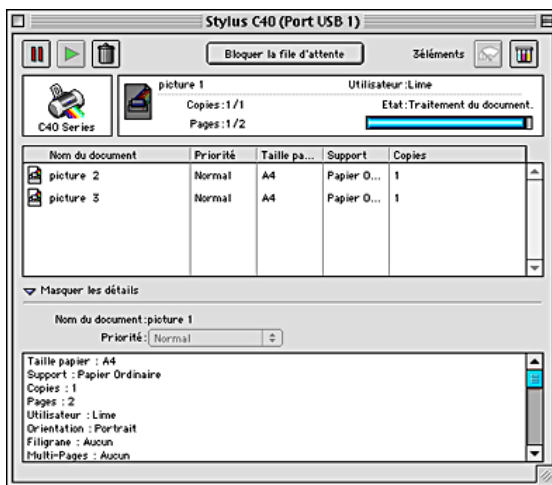 Stylus C40 (Port USB 1)
Bloquer la file d'attente
3éléments
picture 1
Utilisateur :Lime
Copies :1/1
Etat :Traitement du document.
Pages :1/2
C40 Series
Nom du document Priorité Taille pa... Support Copies
picture 2 Normal A4 Papier O... 1
picture 3 Normal A4 Papier O... 1
Masquer les détails
Nom du document :picture 1
Priorité : Normal
Taille papier : A4
Support : Papier Ordinaire
Copies : 1
Pages : 2
Utilisateur : Lime
Orientation : Portrait
Filigrane : Aucun
Multi-Pages : Aucun